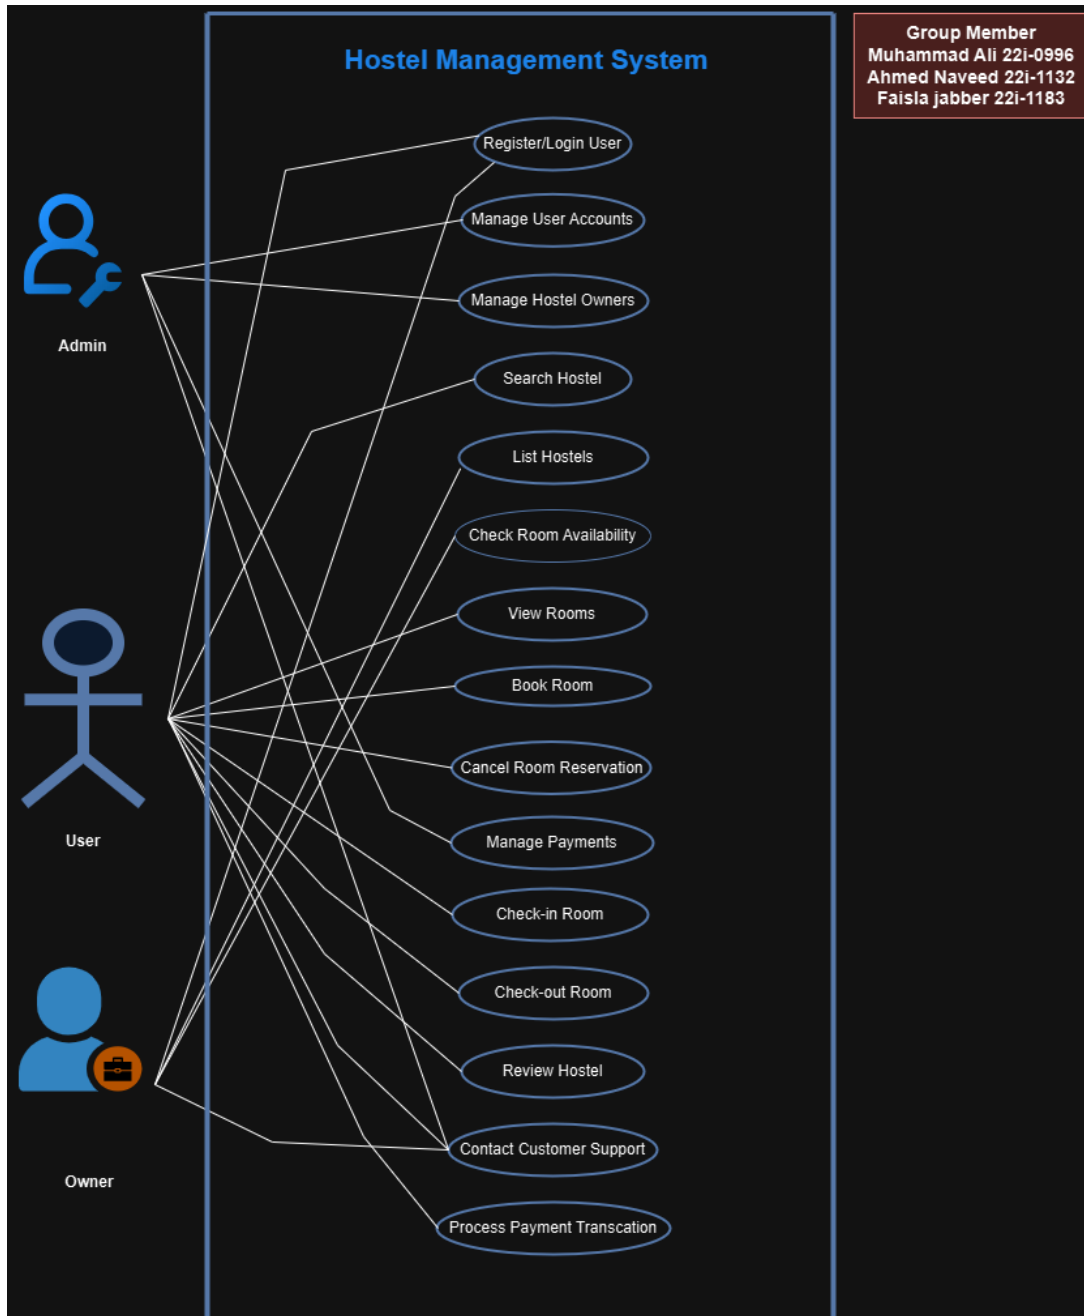 Hostel Management System
Group Member
Muhammad Ali 22i-0996
Ahmed Naveed 22i-1132
Faisla jabber 22i-1183
Register/Login User
Manage User Accounts
Manage Hostel Owners
Admin
Search Hostel
List Hostels
Check Room Availability
View Rooms
Book Room
Cancel Room Reservation
User
Manage Payments
Check-in Room
Check-out Room
Review Hostel
Contact Customer Support
Owner
Process Payment Transcation